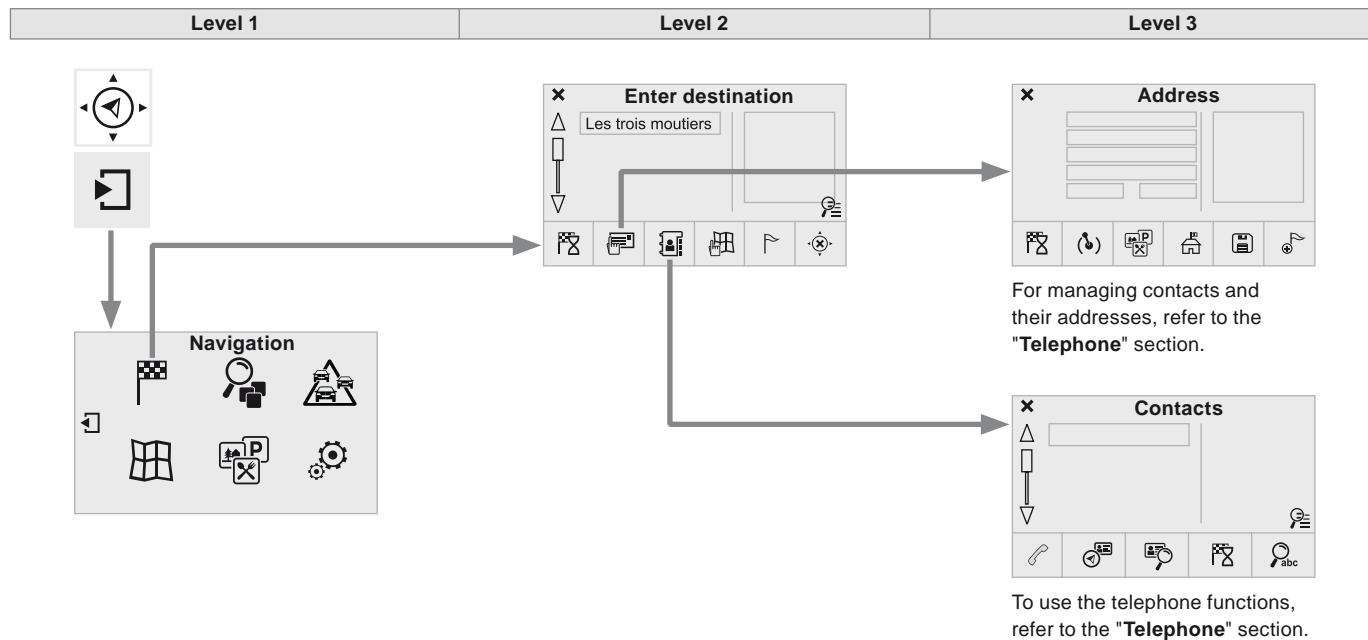 Level 1
Level 2
Level 3
Enter destination
Les trois moutiers
Address
P
For managing contacts and
their addresses, refer to the
"Telephone" section.
Navigation
P
Contacts
abc
To use the telephone functions,
refer to the "Telephone" section.